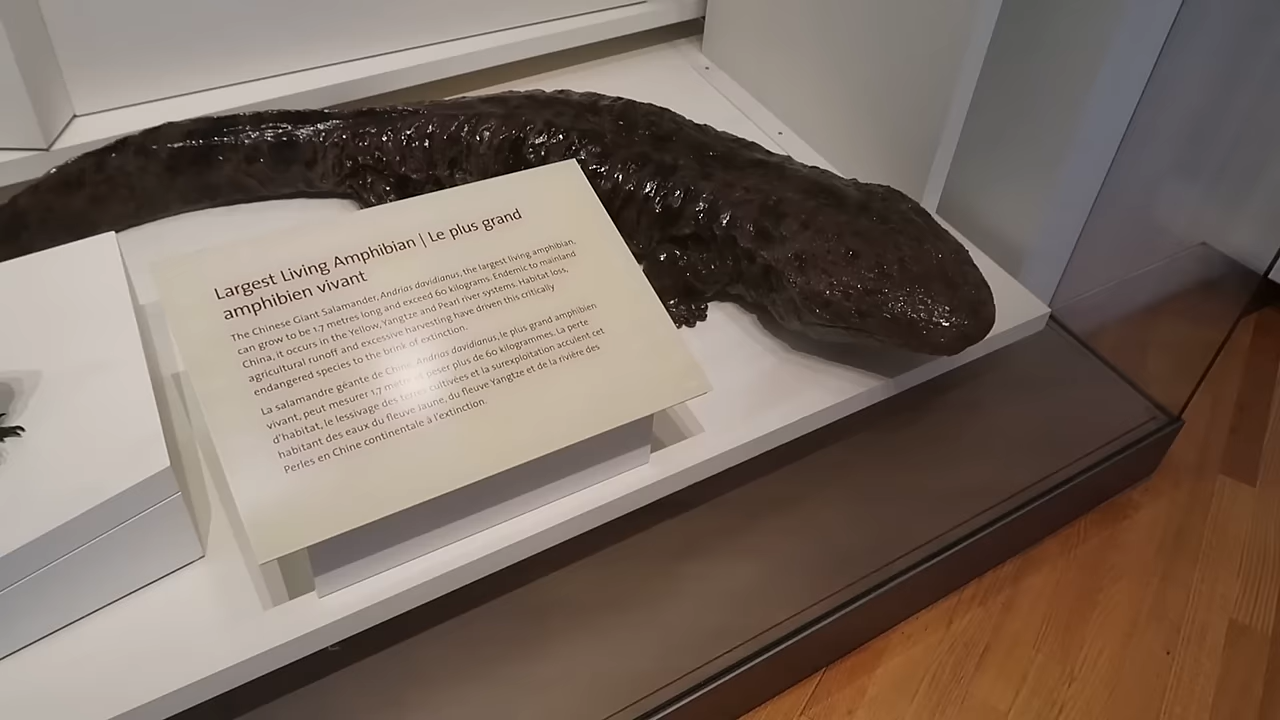 Largest Living Amphibian | Le plus grand
amphibien vivant
The Chinese Giant Salamander, Andrias davidianus, the largest living amphibian,
can grow to be 1,7 metres long and exceed 60 kilograms. Endemic to mainland
China, it occurs in the Yellow, Yangtze and Pearl river systems. Habitat loss,
agricultural runoff and excessive harvesting have driven this critically
endangered species to the brink of extinction.
La salamandre géante de Chine, Andrias davidianus, le plus grand amphibien
vivant, peut mesurer 1,7 mètre et peser plus de 60 kilogrammes. La perte
d'habitat, le lessivage des terres cultivées et la surexploitation acculent cet
habitant des eaux du fleuve Jaune, du fleuve Yangtze et de la rivière des
Perles en Chine continentale à l'extinction.